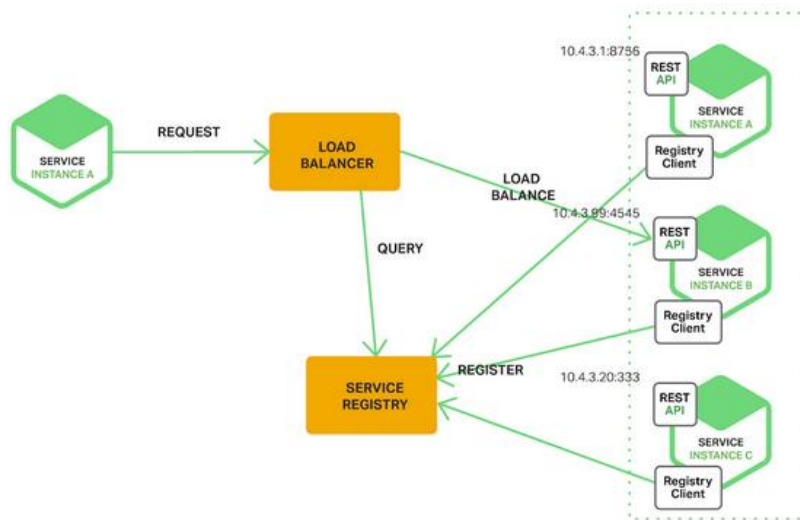 SERVICE
INSTANCE A
REQUEST
LOAD
BALANCER
QUERY
SERVICE
REGISTRY
LOAD
BALANCE
REGISTER
10.4.3.1:8756
REST
API
SERVICE
INSTANCE A
Registry
Client
10.4.3.99:4545
REST
API
SERVICE
INSTANCE B
Registry
Client
10.4.3.20:333
REST
API
SERVICE
INSTANCE C
Registry
Client